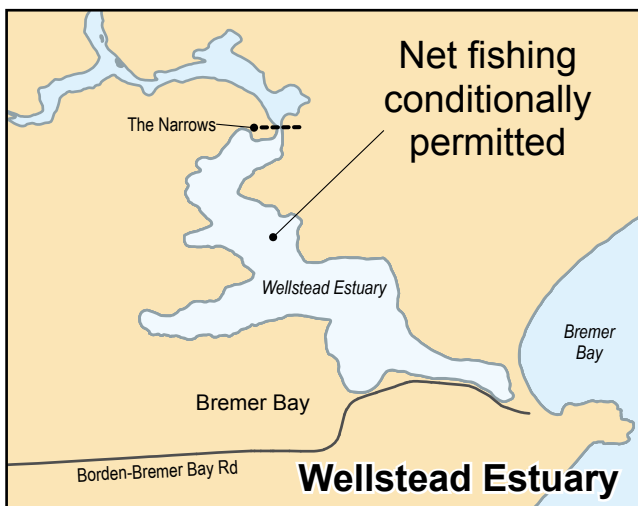 Net fishing
conditionally
permitted
The Narrows
Wellstead Estuary
Bremer
Bay
Bremer Bay
Borden-Bremer Bay Rd
Wellstead Estuary